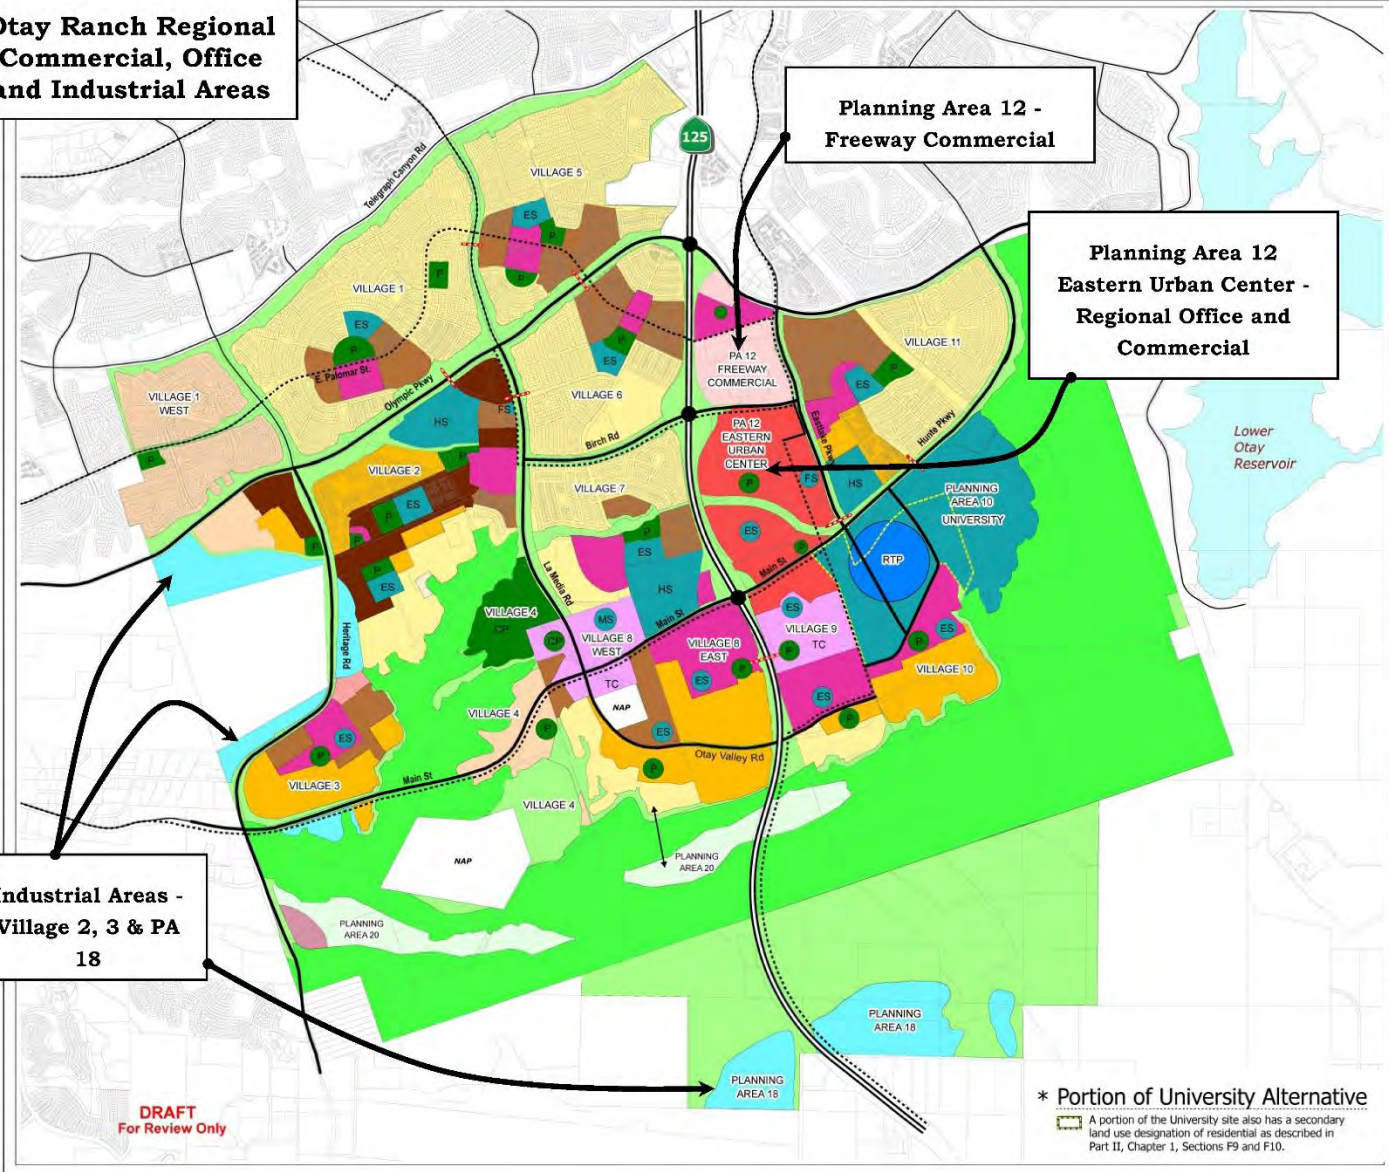 Otay Ranch Regional
Commercial, Office
and Industrial Areas
Planning Area 12 -
Freeway Commercial
125
Planning Area 12
Eastern Urban Center -
Regional Office and
Commercial
Telegraph Canyon Rd
VILLAGE 5
ES
P
P
VILLAGE 1
P
ES
P
E. Palomar St.
Olympic Pkwy
VILLAGE 1
WEST
P
P
ES
VILLAGE 6
Birch Rd
P
PA 12
FREEWAY
COMMERCIAL
VILLAGE 11
P
ES
Eastlake Pkwy
Hunte Pkwy
FS
HS
VILLAGE 2
P
ES
P
P
P
P
ES
PA 12
EASTERN
URBAN
CENTER
P
FS
HS
PLANNING
AREA 10
UNIVERSITY
Lower
Otay
Reservoir
VILLAGE 7
P
ES
HS
ES
P
Main St
RTP
La Media Rd
Main St
VILLAGE 4
CP
CP
MS
VILLAGE 8
WEST
TC
NAP
VILLAGE 8
EAST
P
ES
ES
VILLAGE 9
TC
P
ES
P
ES
P
VILLAGE 10
Heritage Rd
VILLAGE 4
P
ES
P
Otay Valley Rd
ES
P
VILLAGE 3
Main St
VILLAGE 4
NAP
PLANNING
AREA 20
PLANNING
AREA 20
Industrial Areas -
Village 2, 3 & PA
18
PLANNING
AREA 18
PLANNING
AREA 18
DRAFT
For Review Only
* Portion of University Alternative
A portion of the University site also has a secondary
land use designation of residential as described in
Part II, Chapter 1, Sections F9 and F10.